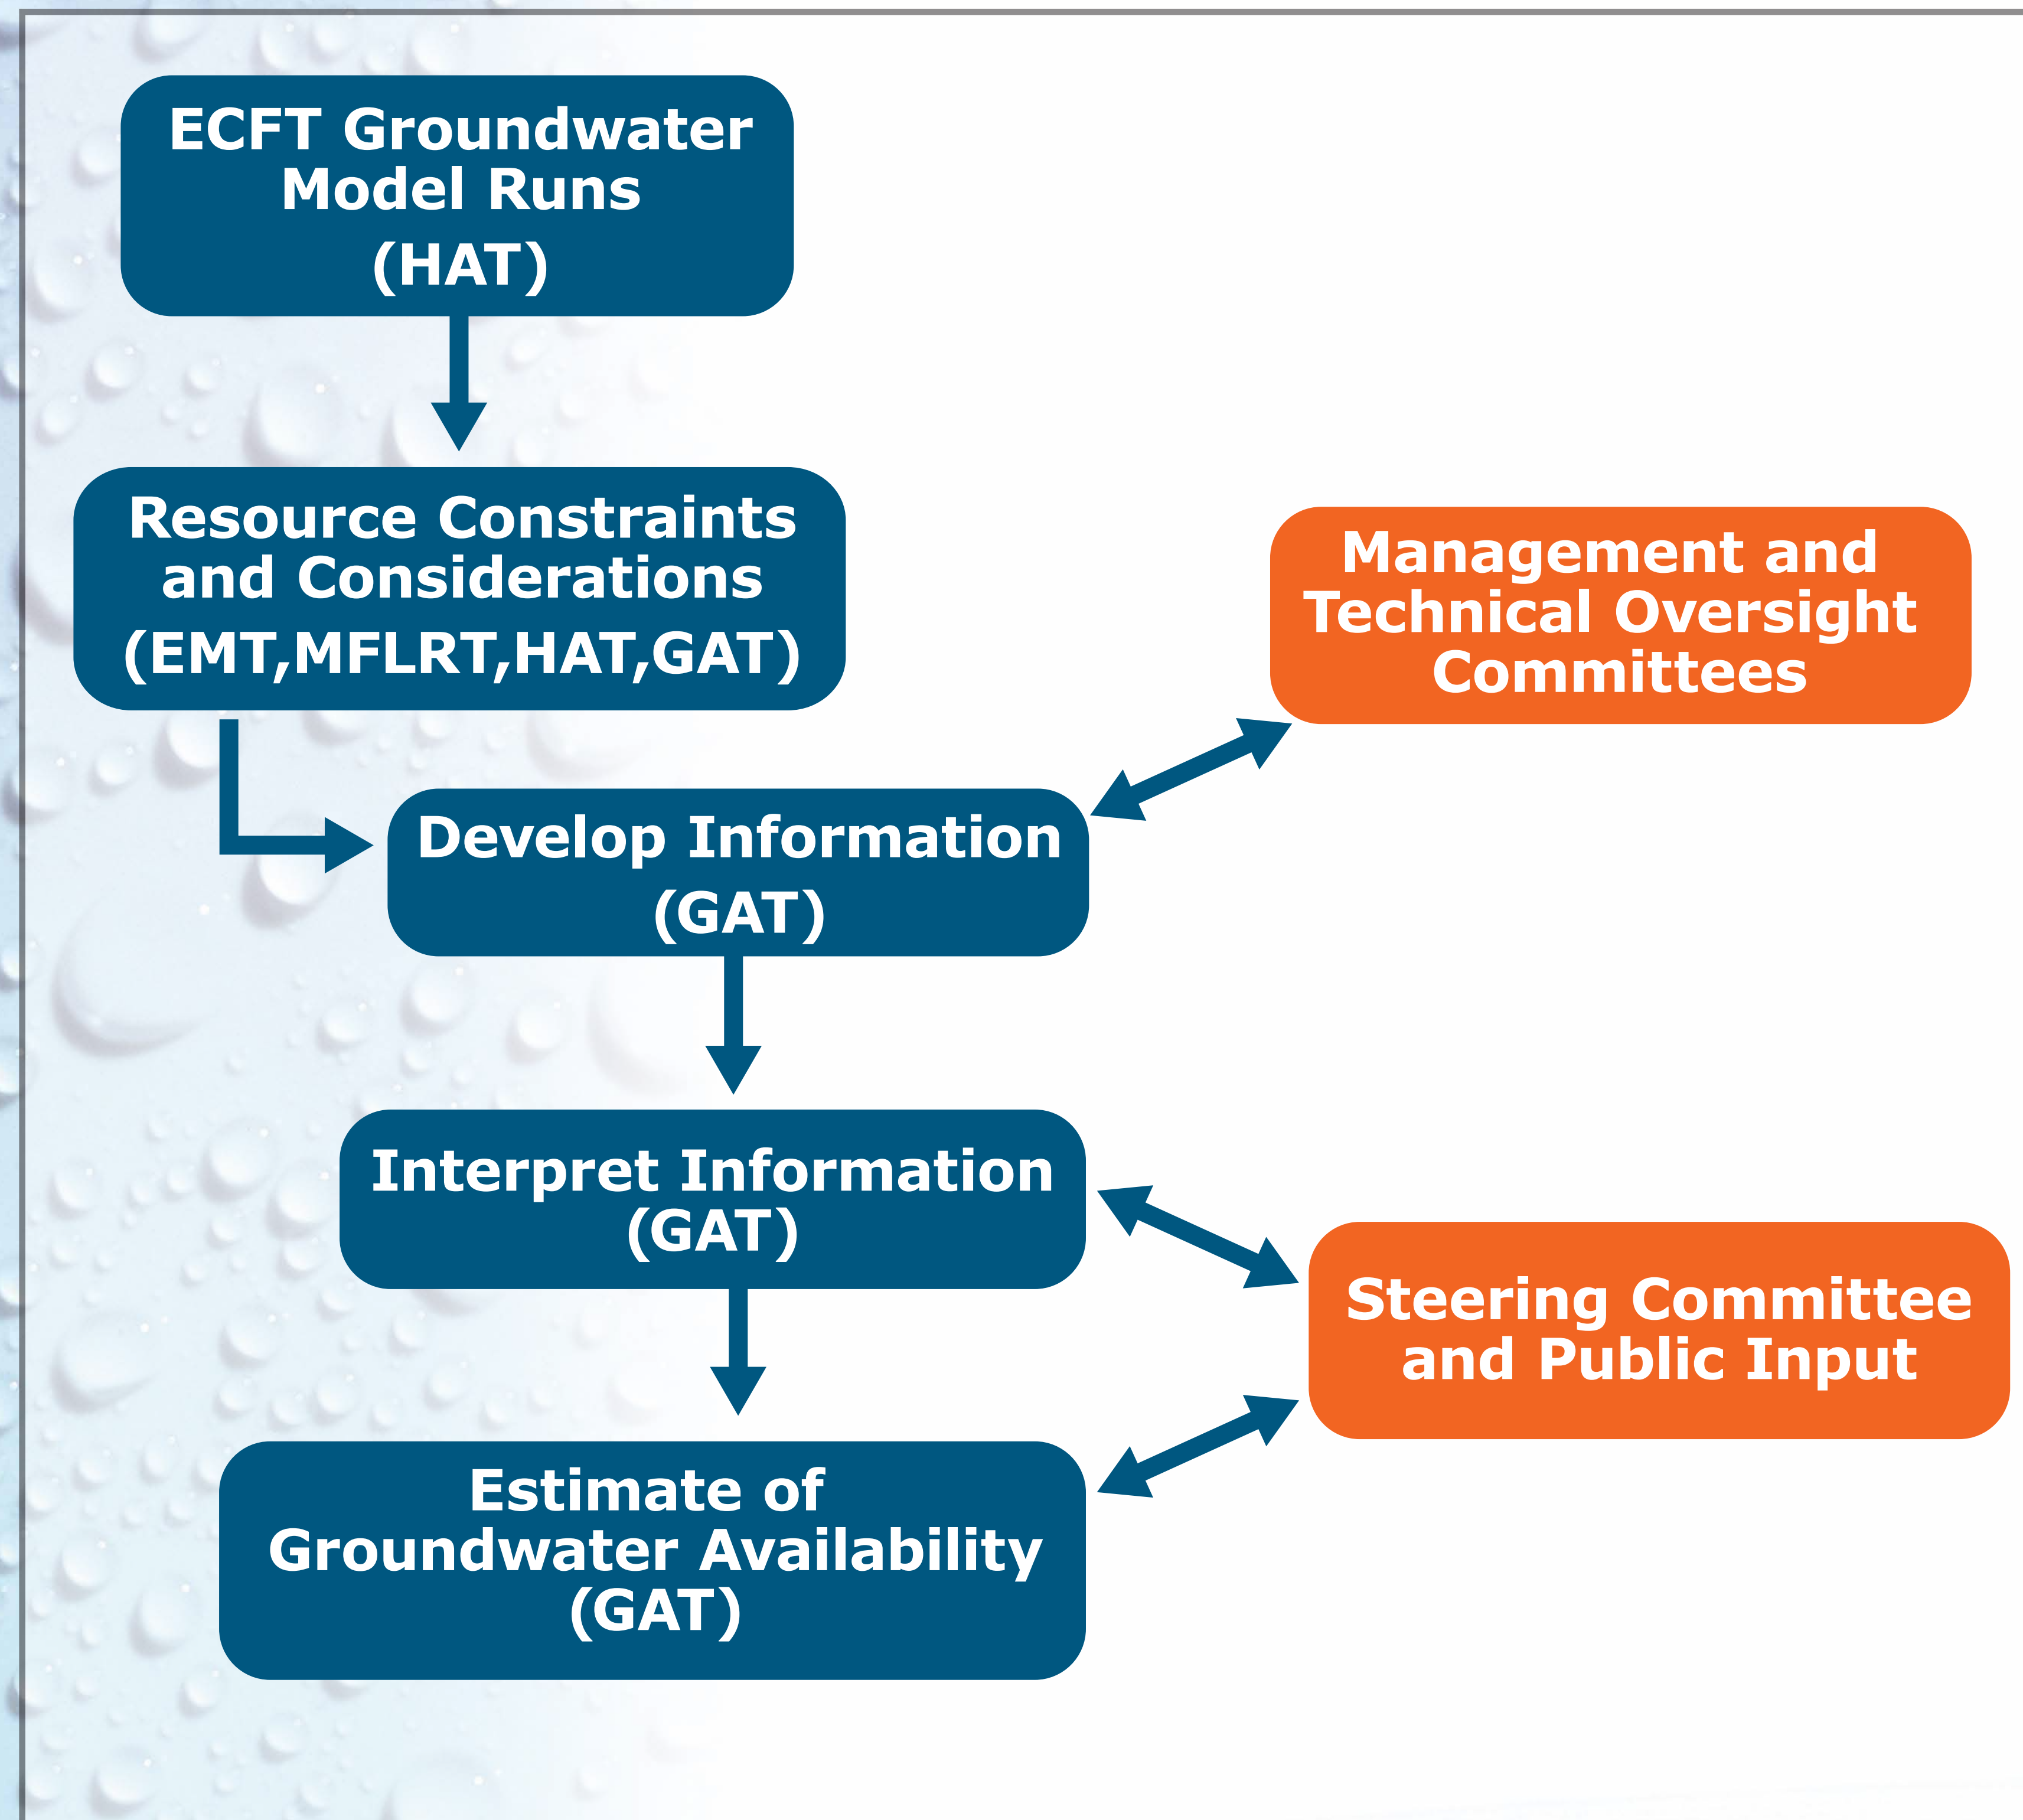 ECFT Groundwater
Model Runs
(HAT)
Resource Constraints
and Considerations
(EMT,MFLRT,HAT,GAT)
Management and
Technical Oversight
Committees
Develop Information
(GAT)
Interpret Information
(GAT)
Steering Committee
and Public Input
Estimate of
Groundwater Availability
(GAT)